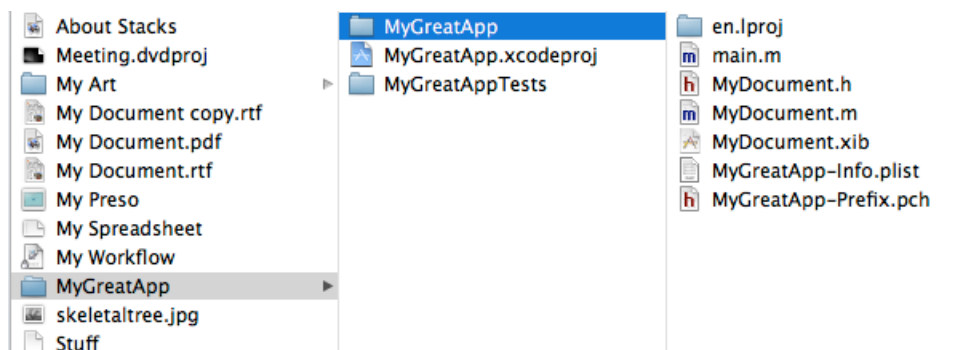 About Stacks
Meeting.dvdproj
My Art
My Document copy.rtf
My Document.pdf
My Document.rtf
My Preso
My Spreadsheet
My Workflow
MyGreatApp
skeletaltree.jpg
Stuff
MyGreatApp
MyGreatApp.xcodeproj
MyGreatAppTests
en.lproj
main.m
MyDocument.h
MyDocument.m
MyDocument.xib
MyGreatApp-Info.plist
MyGreatApp-Prefix.pch